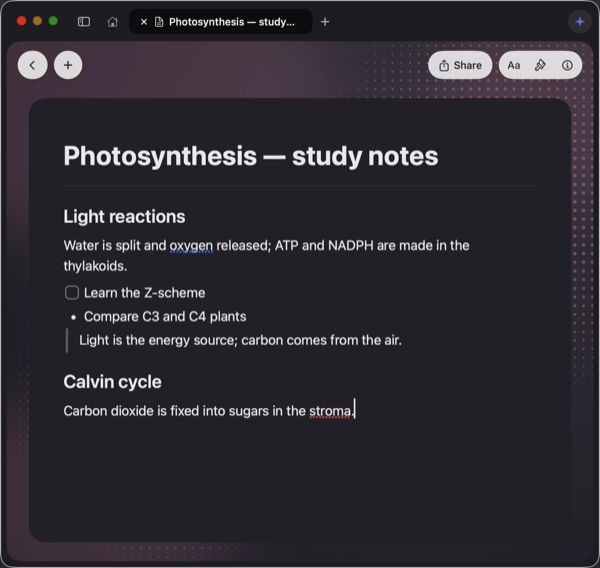 Photosynthesis — study...
Share
Aa
Photosynthesis — study notes
Light reactions
Water is split and oxygen released; ATP and NADPH are made in the
thylakoids.
Learn the Z-scheme
• Compare C3 and C4 plants
Light is the energy source; carbon comes from the air.
Calvin cycle
Carbon dioxide is fixed into sugars in the stroma.